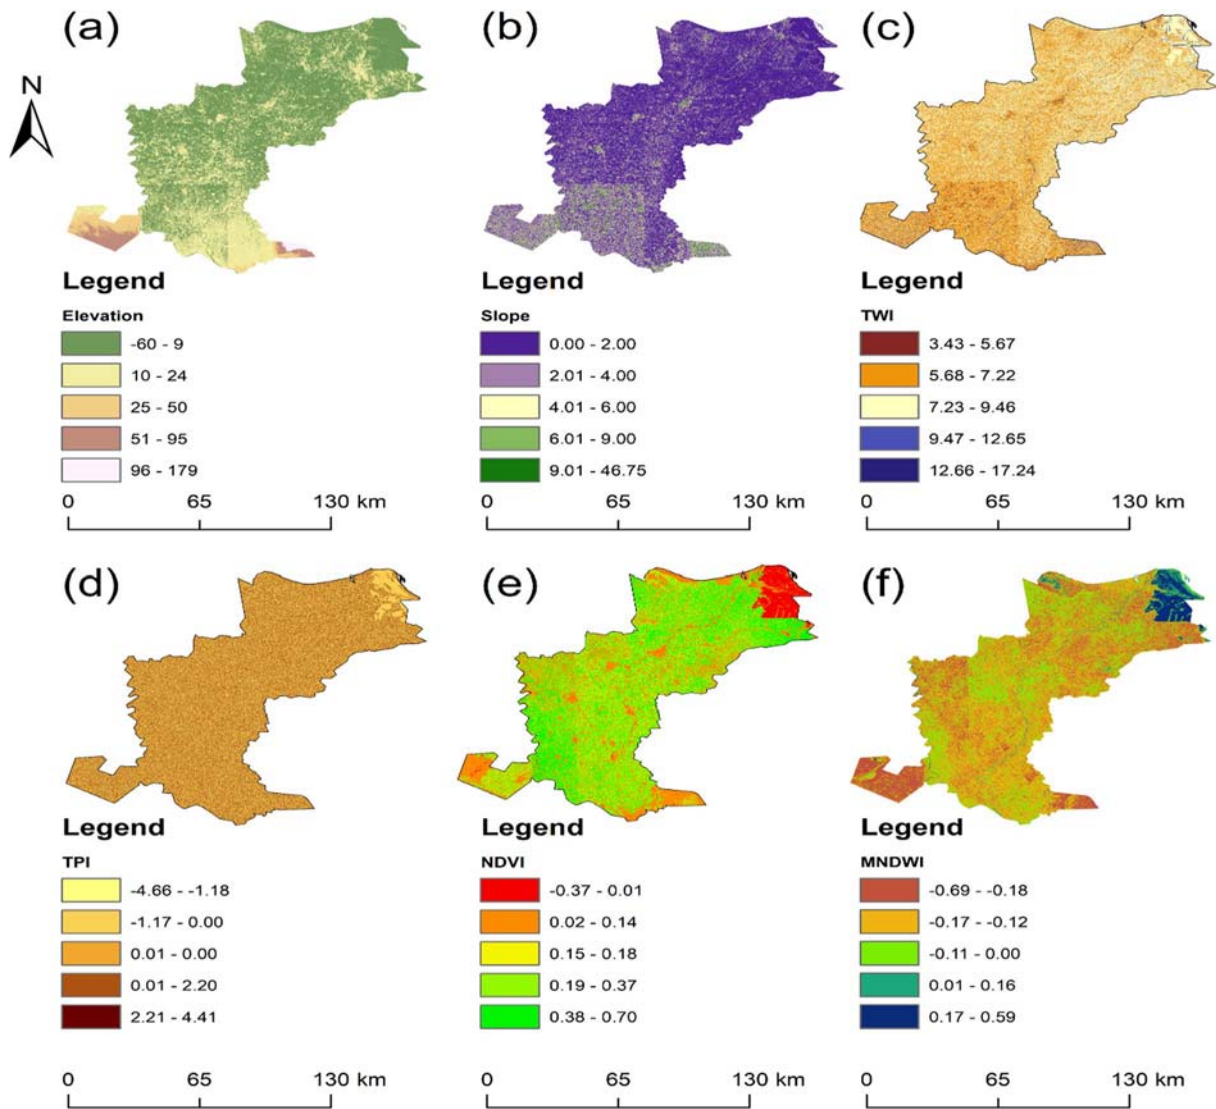 (a)
(b)
(c)
N
Legend
Elevation
-60 - 9
10 - 24
25 - 50
51 - 95
96 - 179
0 65 130 km
Legend
Slope
0.00 - 2.00
2.01 - 4.00
4.01 - 6.00
6.01 - 9.00
9.01 - 46.75
0 65 130 km
Legend
TWI
3.43 - 5.67
5.68 - 7.22
7.23 - 9.46
9.47 - 12.65
12.66 - 17.24
0 65 130 km
(d)
(e)
(f)
Legend
TPI
-4.66 - -1.18
-1.17 - 0.00
0.01 - 0.00
0.01 - 2.20
2.21 - 4.41
0 65 130 km
Legend
NDVI
-0.37 - 0.01
0.02 - 0.14
0.15 - 0.18
0.19 - 0.37
0.38 - 0.70
0 65 130 km
Legend
MNDWI
-0.69 - -0.18
-0.17 - -0.12
-0.11 - 0.00
0.01 - 0.16
0.17 - 0.59
0 65 130 km